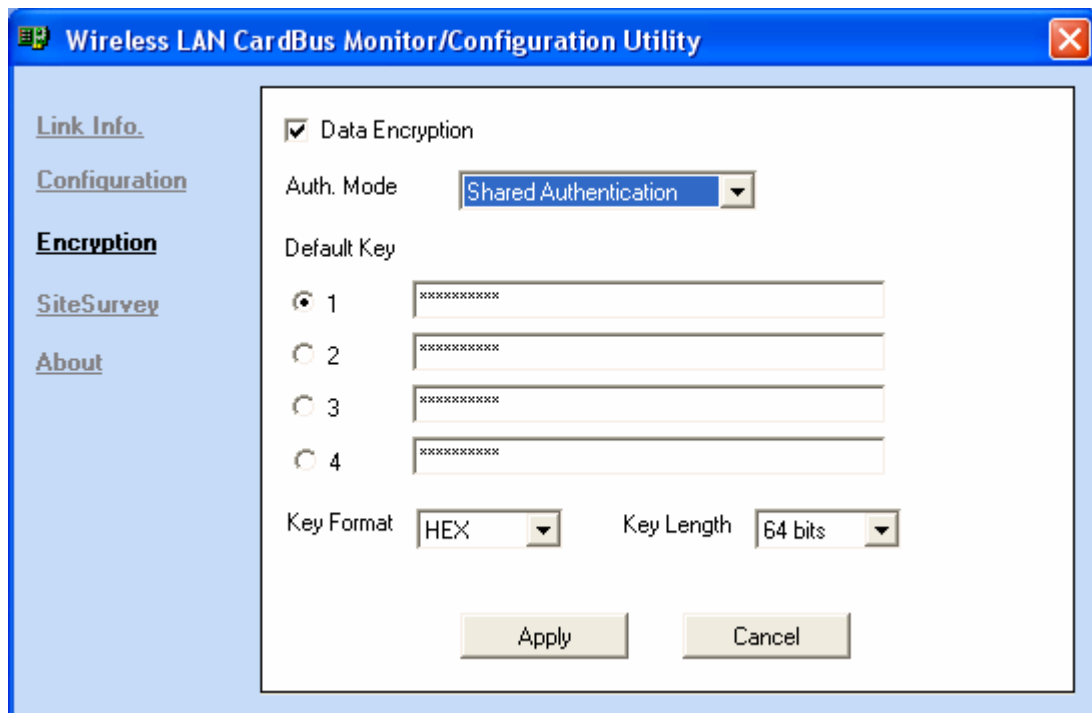 Wireless LAN CardBus Monitor/Configuration Utility
Link Info.
Configuration
Encryption
SiteSurvey
About
Data Encryption
Auth. Mode Shared Authentication
Default Key
1 **********
2 **********
3 **********
4 **********
Key Format HEX Key Length 64 bits
Apply Cancel